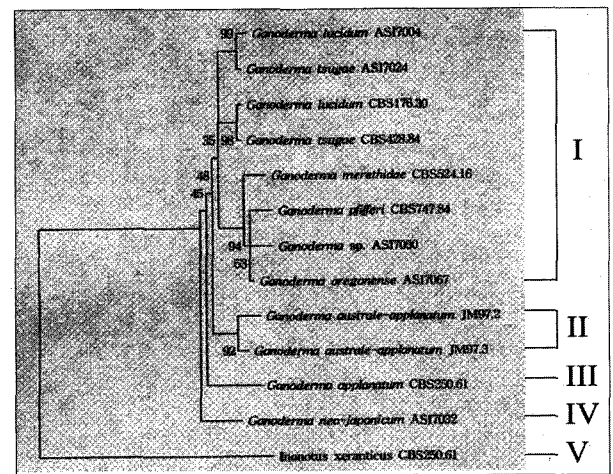 99 Ganoderma lucidum ASI7004
Ganoderma tsugae ASI7024
Ganoderma lucidum CBS176.30
35 98 Ganoderma tsugae CBS428.84
I
Ganoderma merathidae CBS524.16
48
45
Ganoderma pfifferi CBS747.84
94 Ganoderma sp. ASI7030
63
Ganoderma oregonense ASI7067
Ganoderma australe-applanatum JM97.2
II
92 Ganoderma australe-applanatum JM97.3
Ganoderma applanatum CBS250.61 III
Ganoderma neo-japonicum ASI7032 IV
Inonotus xeranticus CBS250.61 V